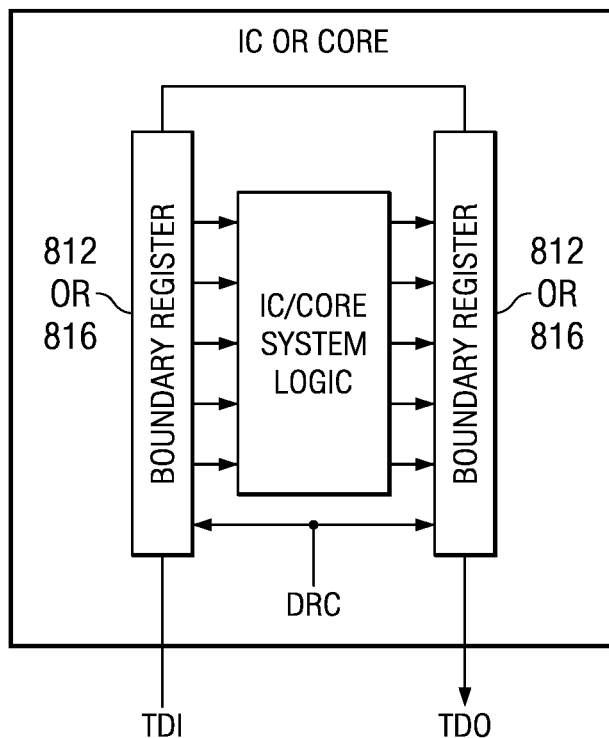 IC OR CORE
812
OR
816
BOUNDARY REGISTER
IC/CORE
SYSTEM
LOGIC
BOUNDARY REGISTER
812
OR
816
DRC
TDI
TDO